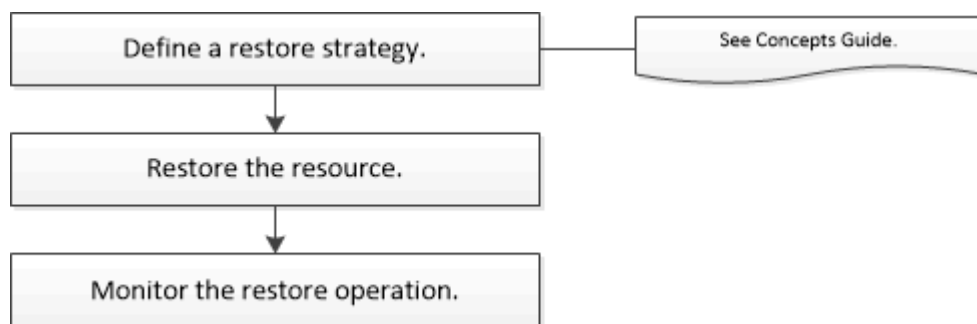 Define a restore strategy.
See Concepts Guide.
Restore the resource.
Monitor the restore operation.